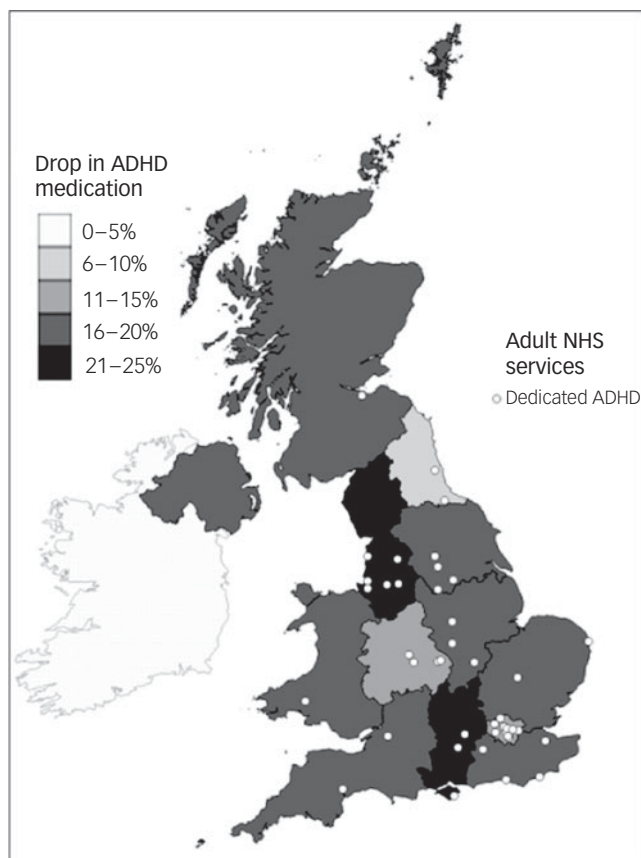 Drop in ADHD
medication
0–5%
6–10%
11–15%
16–20%
21–25%
Adult NHS
services
Dedicated ADHD